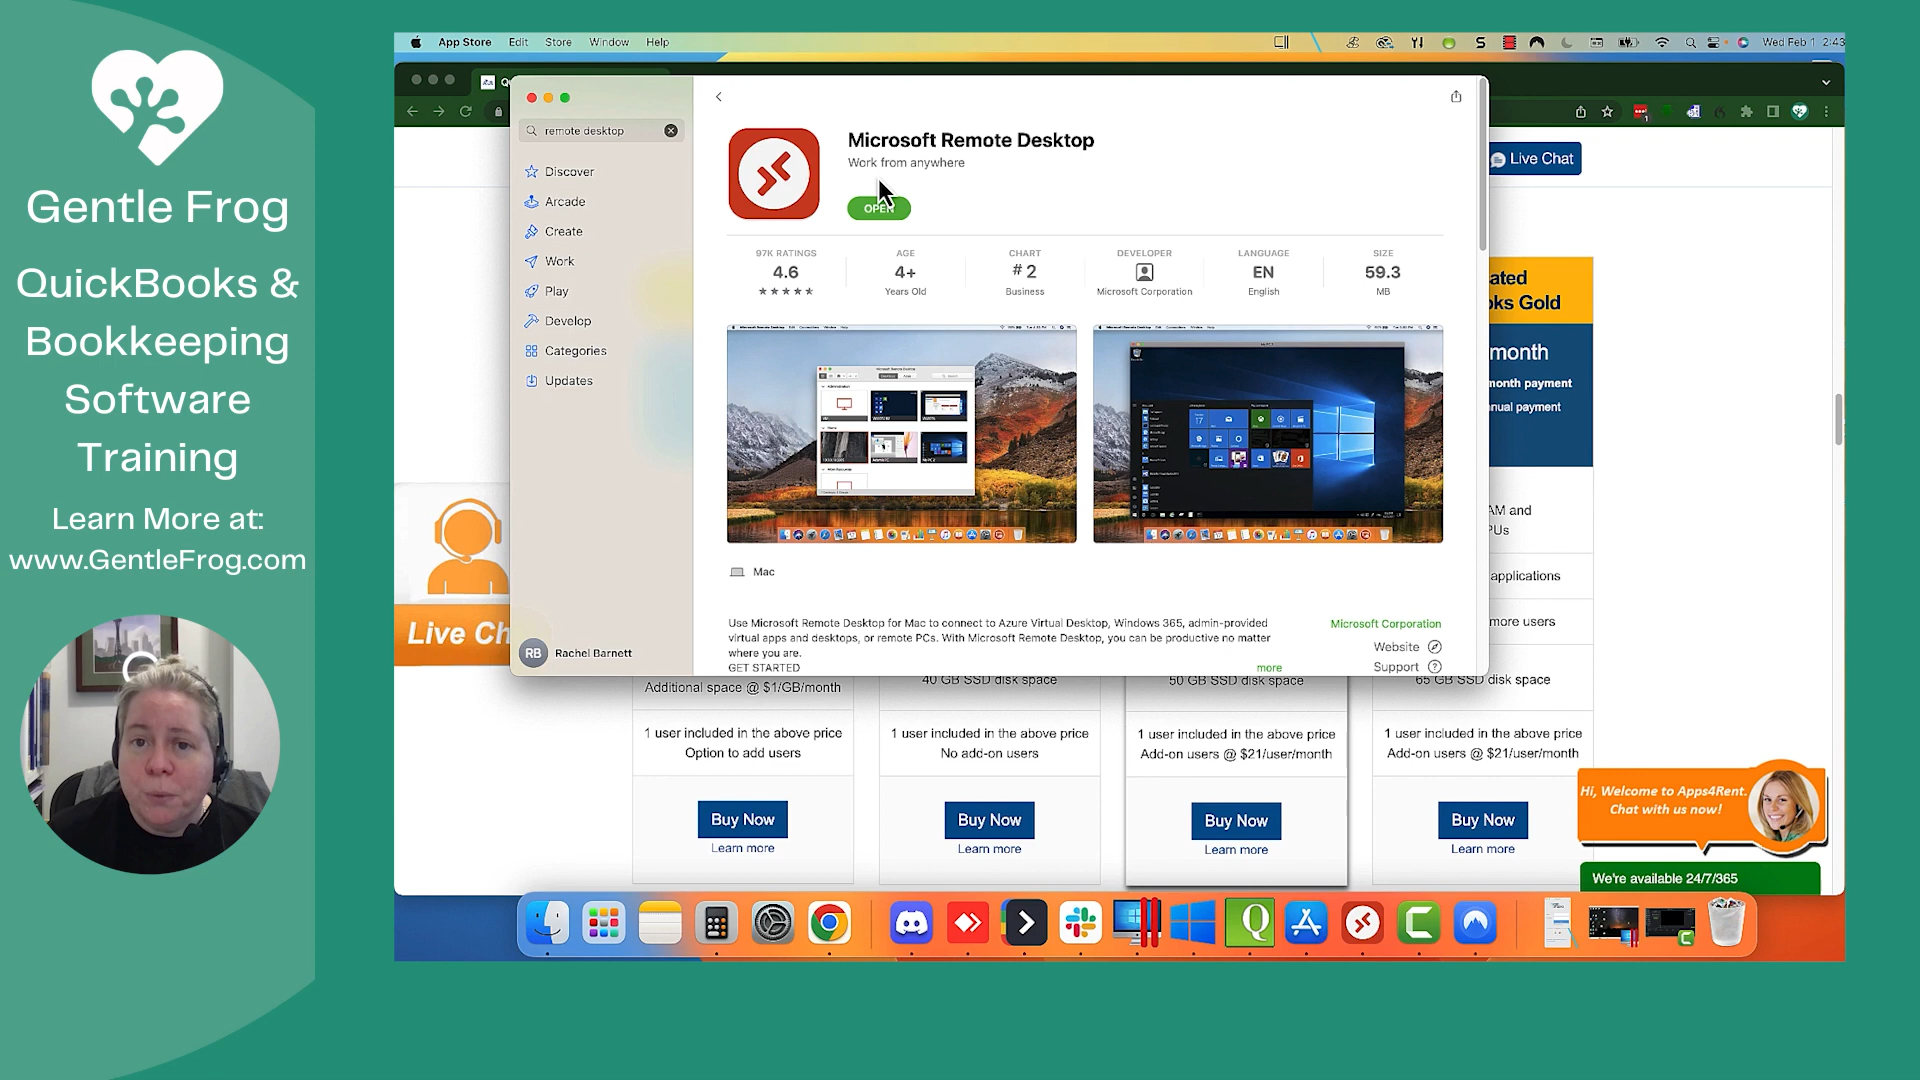 Gentle Frog
QuickBooks &
Bookkeeping
Software
Training
Learn More at:
www.GentleFrog.com
App Store Edit Store Window Help
Wed Feb 1 2:43
remote desktop
Discover
Arcade
Create
Work
Play
Develop
Categories
Updates
RB Rachel Barnett
Microsoft Remote Desktop
Work from anywhere
OPEN
97K RATINGS
4.6
AGE
4+
Years Old
CHART
#2
Business
DEVELOPER
Microsoft Corporation
LANGUAGE
EN
English
SIZE
59.3
MB
Mac
Use Microsoft Remote Desktop for Mac to connect to Azure Virtual Desktop, Windows 365, admin-provided
virtual apps and desktops, or remote PCs. With Microsoft Remote Desktop, you can be productive no matter
where you are.
GET STARTED
more
Microsoft Corporation
Website
Support
Live Chat
ated
ks Gold
month
month payment
nual payment
AM and
PUs
applications
more users
Live Ch
Additional space @ $1/GB/month
40 GB SSD disk space
50 GB SSD disk space
65 GB SSD disk space
1 user included in the above price
Option to add users
1 user included in the above price
No add-on users
1 user included in the above price
Add-on users @ $21/user/month
1 user included in the above price
Add-on users @ $21/user/month
Buy Now
Learn more
Buy Now
Learn more
Buy Now
Learn more
Buy Now
Learn more
Hi, Welcome to Apps4Rent.
Chat with us now!
We're available 24/7/365